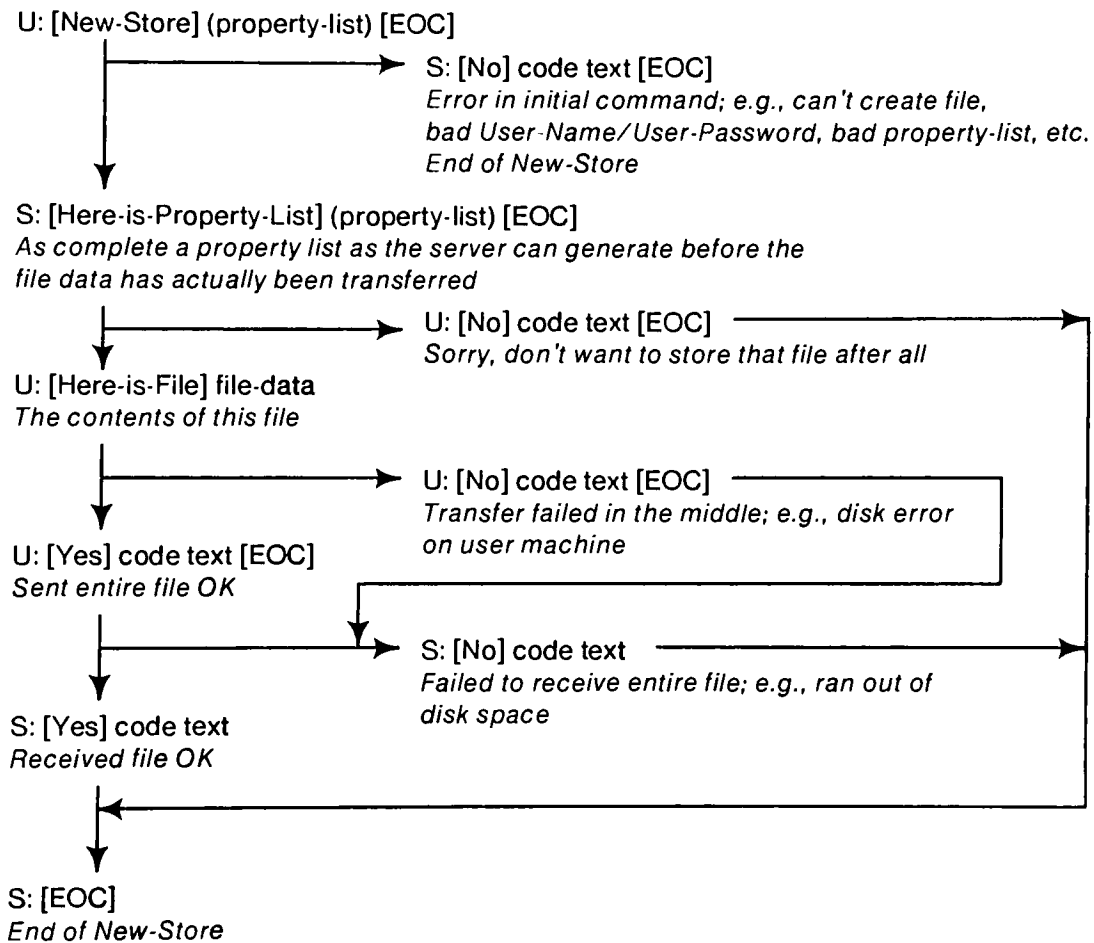 U: [New-Store] (property-list) [EOC]
S: [No] code text [EOC]
Error in initial command; e.g., can't create file,
bad User-Name/User-Password, bad property-list, etc.
End of New-Store
S: [Here-is-Property-List] (property-list) [EOC]
As complete a property list as the server can generate before the
file data has actually been transferred
U: [No] code text [EOC]
Sorry, don't want to store that file after all
U: [Here-is-File] file-data
The contents of this file
U: [No] code text [EOC]
Transfer failed in the middle; e.g., disk error
on user machine
U: [Yes] code text [EOC]
Sent entire file OK
S: [No] code text
Failed to receive entire file; e.g., ran out of
disk space
S: [Yes] code text
Received file OK
S: [EOC]
End of New-Store